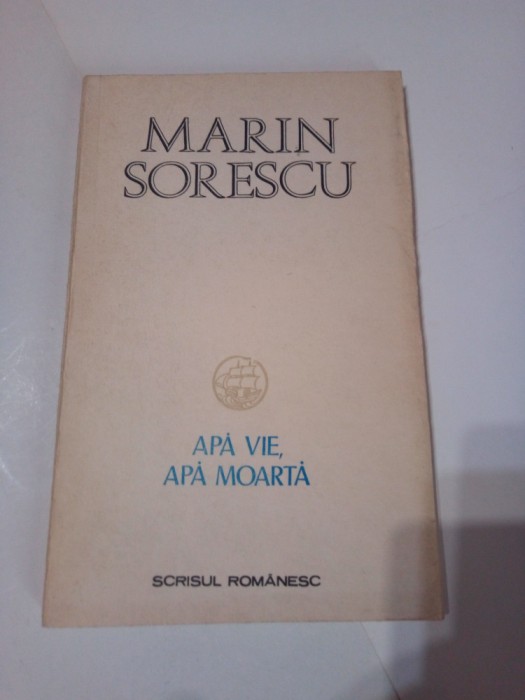 MARIN
SORESCU
APĂ VIE,
APĂ MOARTĂ
SCRISUL ROMÂNESC